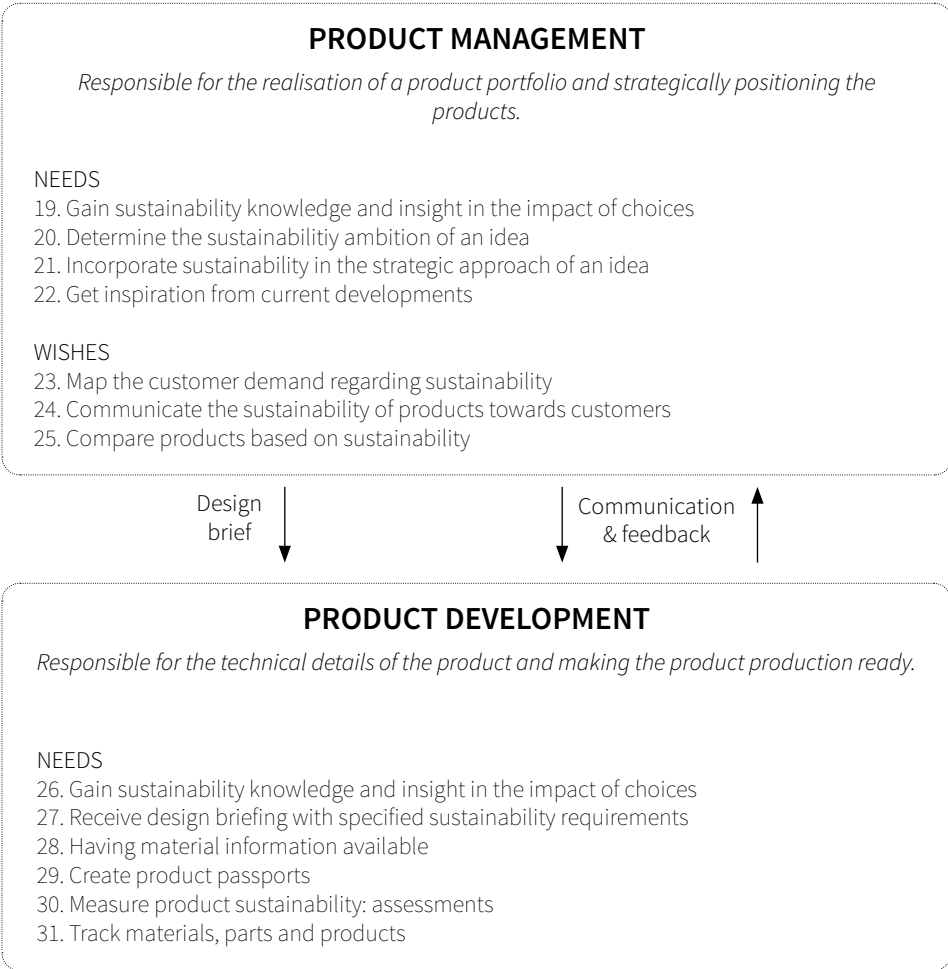 PRODUCT MANAGEMENT
Responsible for the realisation of a product portfolio and strategically positioning the
products.
NEEDS
19. Gain sustainability knowledge and insight in the impact of choices
20. Determine the sustainabilitiy ambition of an idea
21. Incorporate sustainability in the strategic approach of an idea
22. Get inspiration from current developments
WISHES
23. Map the customer demand regarding sustainability
24. Communicate the sustainability of products towards customers
25. Compare products based on sustainability
Design
brief
Communication
& feedback
PRODUCT DEVELOPMENT
Responsible for the technical details of the product and making the product production ready.
NEEDS
26. Gain sustainability knowledge and insight in the impact of choices
27. Receive design briefing with specified sustainability requirements
28. Having material information available
29. Create product passports
30. Measure product sustainability: assessments
31. Track materials, parts and products